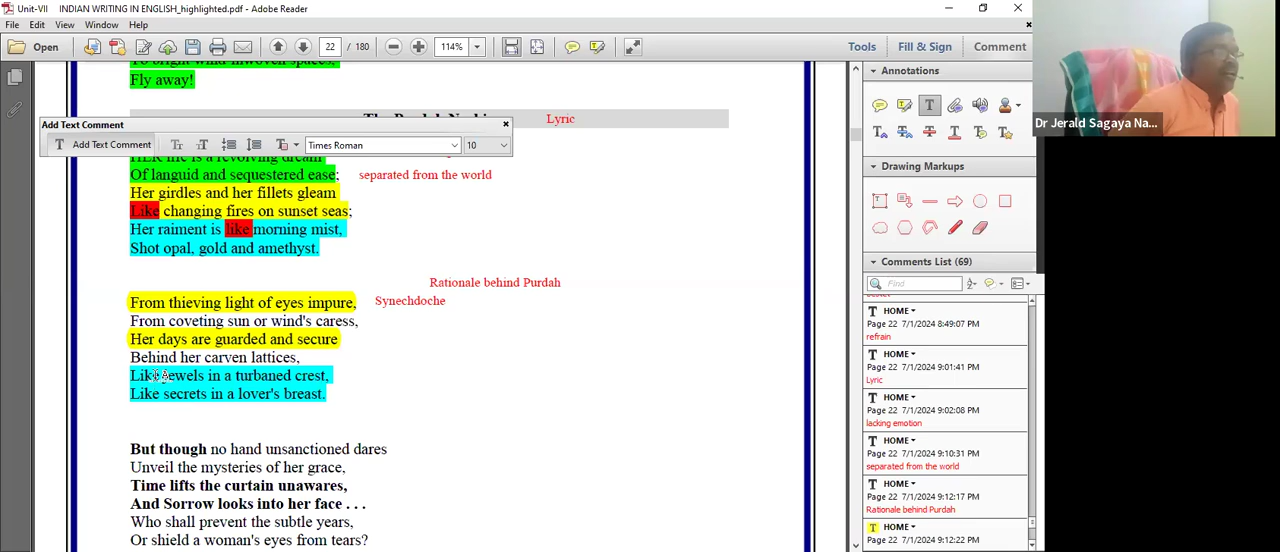 Unit-VII INDIAN WRITING IN ENGLISH_highlighted.pdf - Adobe Reader
File Edit View Window Help
Open 22 / 180 114% Tools Fill & Sign Comment
Fly away!
Lyric
Add Text Comment
Add Text Comment Times Roman 10
Of languid and sequestered ease; separated from the world
Her girdles and her fillets gleam
Like changing fires on sunset seas;
Her raiment is like morning mist,
Shot opal, gold and amethyst.
Rationale behind Purdah
From thieving light of eyes impure, Synechdoche
From coveting sun or wind's caress,
Her days are guarded and secure
Behind her carven lattices,
Like jewels in a turbaned crest,
Like secrets in a lover's breast.
But though no hand unsanctioned dares
Unveil the mysteries of her grace,
Time lifts the curtain unawares,
And Sorrow looks into her face . . .
Who shall prevent the subtle years,
Or shield a woman's eyes from tears?
Annotations
Drawing Markups
Comments List (69)
Find
HOME
Page 22 7/1/2024 8:49:07 PM
refrain
HOME
Page 22 7/1/2024 9:01:41 PM
Lyric
HOME
Page 22 7/1/2024 9:02:08 PM
lacking emotion
HOME
Page 22 7/1/2024 9:10:31 PM
separated from the world
HOME
Page 22 7/1/2024 9:12:17 PM
Rationale behind Purdah
HOME
Page 22 7/1/2024 9:12:22 PM
Dr Jerald Sagaya Na...